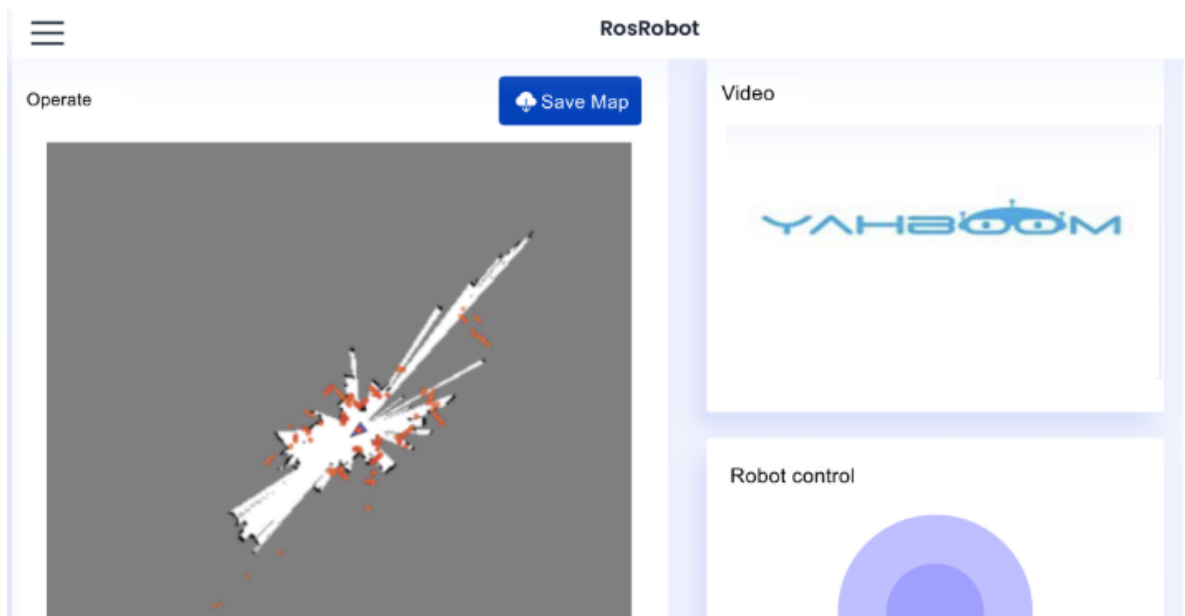 RosRobot
Operate
Save Map
Video
YAHBOOM
Robot control